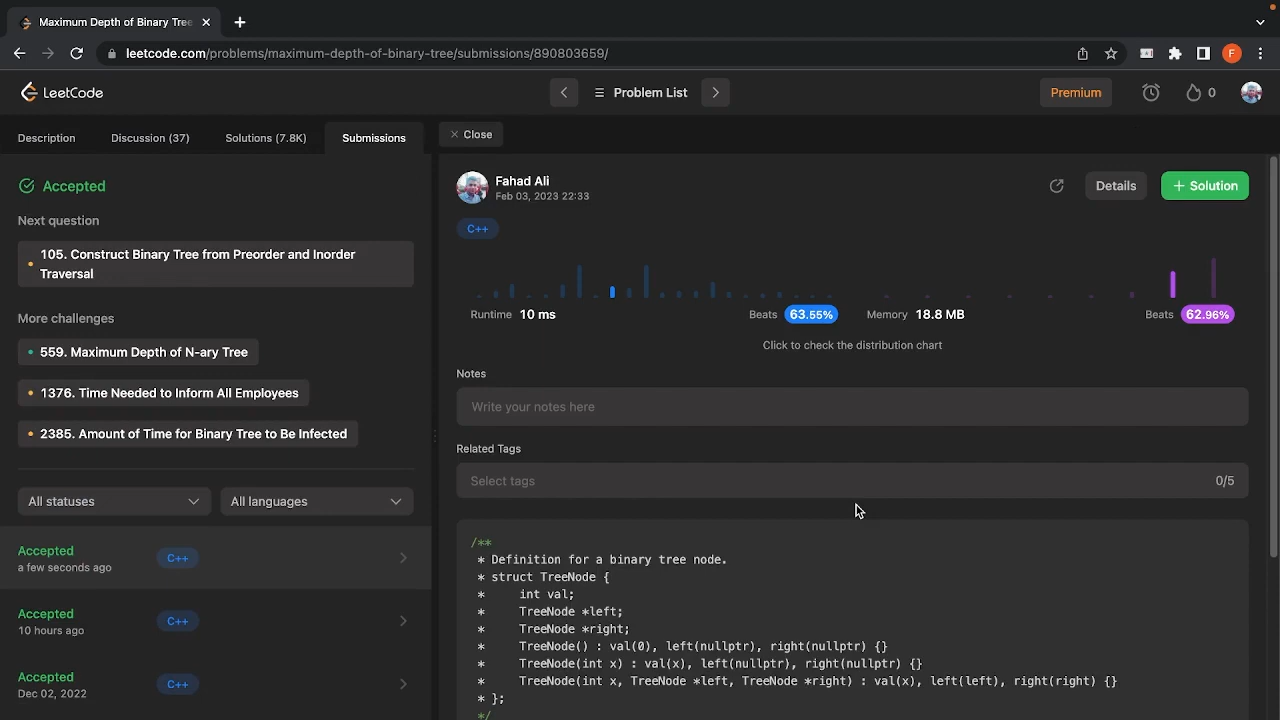 Maximum Depth of Binary Tree
leetcode.com/problems/maximum-depth-of-binary-tree/submissions/890803659/
F
LeetCode
Problem List
Premium
0
Description
Discussion (37)
Solutions (7.8K)
Submissions
Close
Accepted
Next question
105. Construct Binary Tree from Preorder and Inorder
Traversal
More challenges
559. Maximum Depth of N-ary Tree
1376. Time Needed to Inform All Employees
2385. Amount of Time for Binary Tree to Be Infected
All statuses
All languages
Accepted
a few seconds ago
C++
Accepted
10 hours ago
C++
Accepted
Dec 02, 2022
C++
Fahad Ali
Feb 03, 2023 22:33
Details
+ Solution
C++
Runtime 10 ms
Beats 63.55%
Memory 18.8 MB
Beats 62.96%
Click to check the distribution chart
Notes
Write your notes here
Related Tags
Select tags
0/5
/**
* Definition for a binary tree node.
* struct TreeNode {
*     int val;
*     TreeNode *left;
*     TreeNode *right;
*     TreeNode() : val(0), left(nullptr), right(nullptr) {}
*     TreeNode(int x) : val(x), left(nullptr), right(nullptr) {}
*     TreeNode(int x, TreeNode *left, TreeNode *right) : val(x), left(left), right(right) {}
* };
*/